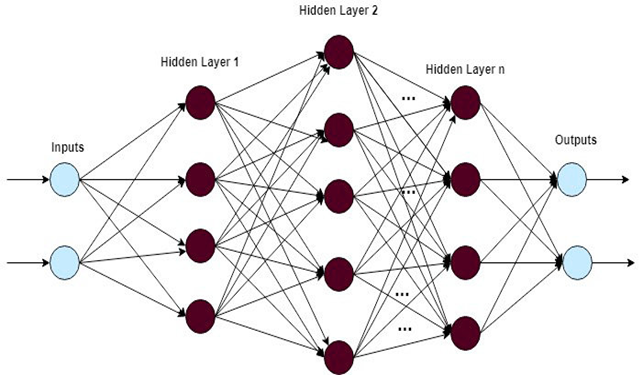 Hidden Layer 2
Hidden Layer 1
Hidden Layer n
...
Inputs
Outputs
...
...
...